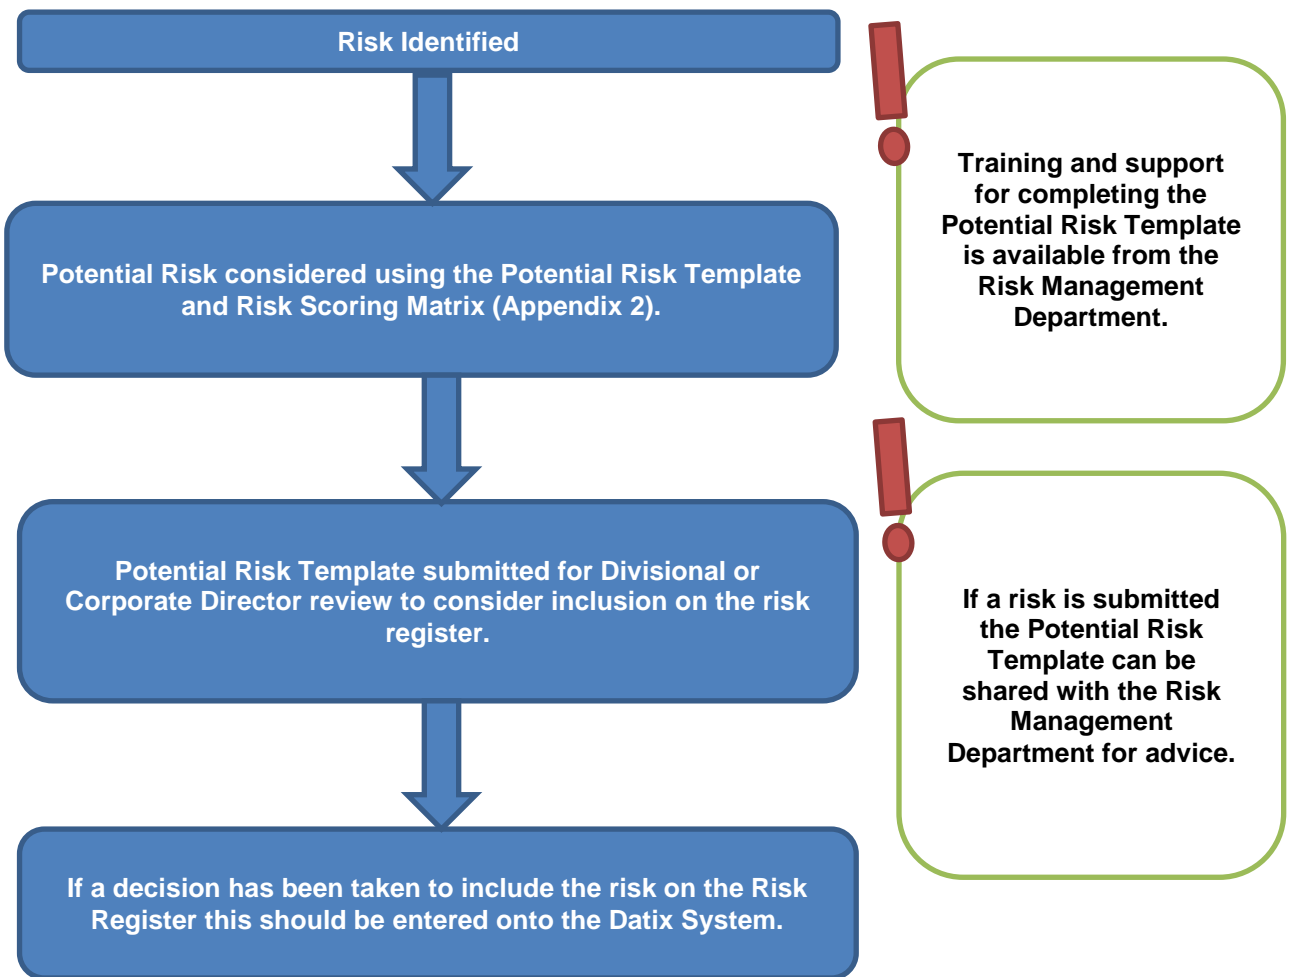 Risk Identified
Potential Risk considered using the Potential Risk Template
and Risk Scoring Matrix (Appendix 2).
Potential Risk Template submitted for Divisional or
Corporate Director review to consider inclusion on the risk
register.
If a decision has been taken to include the risk on the Risk
Register this should be entered onto the Datix System.
Training and support
for completing the
Potential Risk Template
is available from the
Risk Management
Department.
If a risk is submitted
the Potential Risk
Template can be
shared with the Risk
Management
Department for advice.